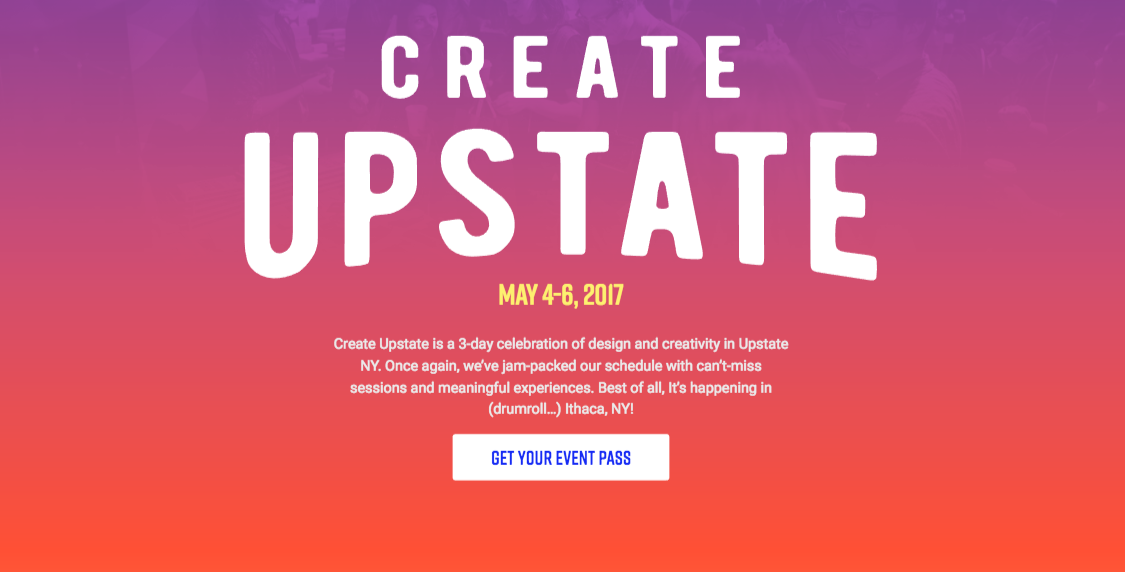 CREATE
UPSTATE
MAY 4-6, 2017
Create Upstate is a 3-day celebration of design and creativity in Upstate
NY. Once again, we’ve jam-packed our schedule with can’t-miss
sessions and meaningful experiences. Best of all, It’s happening in
(drumroll...) Ithaca, NY!
GET YOUR EVENT PASS